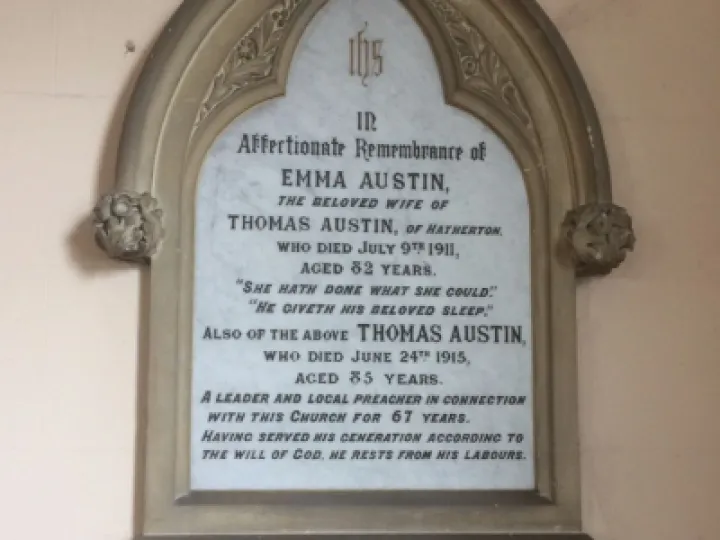 ihs
IN
Affectionate Remembrance of
EMMA AUSTIN,
THE BELOVED WIFE OF
THOMAS AUSTIN, OF HATHERTON,
WHO DIED JULY 9TH 1911,
AGED 82 YEARS.
"SHE HATH DONE WHAT SHE COULD."
"HE GIVETH HIS BELOVED SLEEP."
ALSO OF THE ABOVE THOMAS AUSTIN,
WHO DIED JUNE 24TH 1915,
AGED 85 YEARS.
A LEADER AND LOCAL PREACHER IN CONNECTION
WITH THIS CHURCH FOR 67 YEARS.
HAVING SERVED HIS GENERATION ACCORDING TO
THE WILL OF GOD, HE RESTS FROM HIS LABOURS.